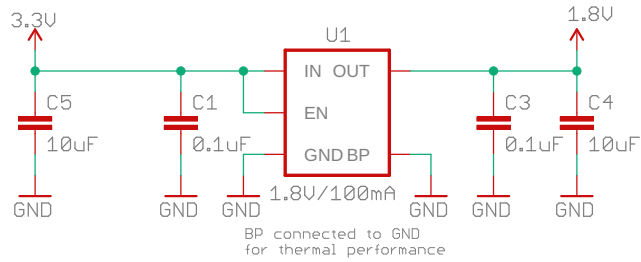 3.3V
1.8V
U1
IN OUT
C5
C1
C3
C4
EN
10uF
0.1uF
0.1uF
10uF
GND BP
1.8V/100mA
GND
GND
GND
GND
GND
GND
BP connected to GND
for thermal performance